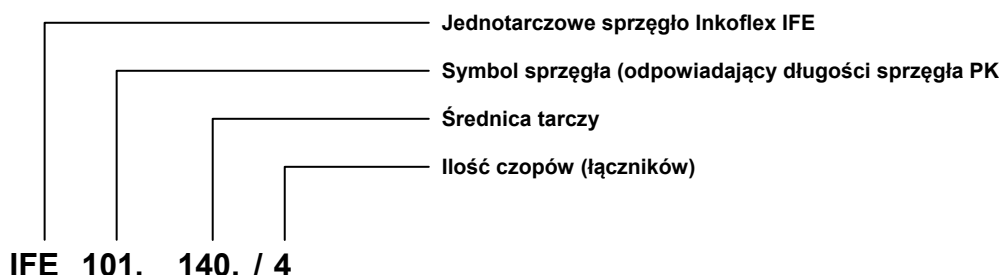 Jednotarczowe sprzęgło Inkoflex IFE
Symbol sprzęgła (odpowiadający długości sprzęgła PK
Średnica tarczy
Ilość czopów (łączników)
IFE 101. 140. / 4